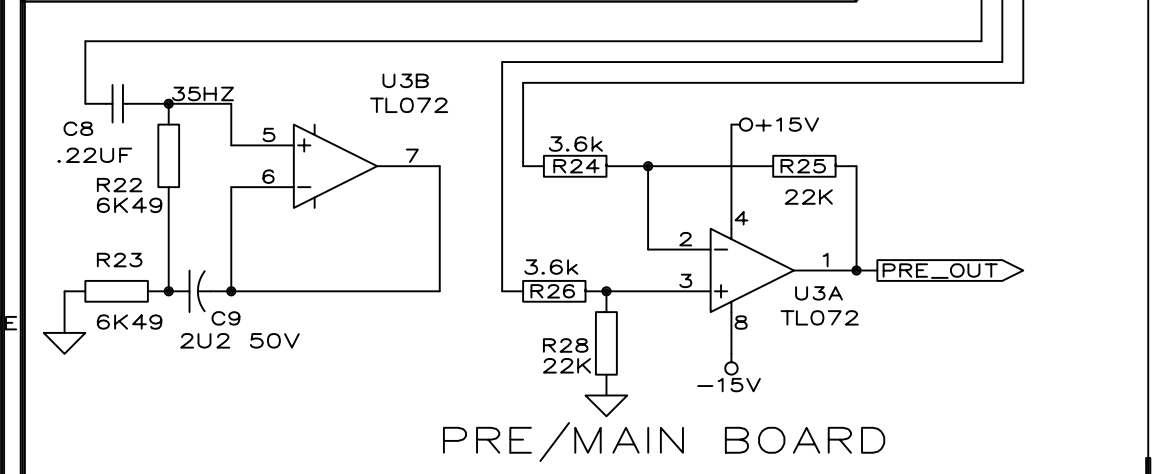 35HZ
U3B
TL072
C8
.22UF
5
6
7
R22
6K49
R23
6K49
C9
2U2 50V
3.6k
R24
R25
22K
+15V
4
2
3
1
8
3.6k
R26
R28
22K
U3A
TL072
PRE_OUT
-15V
E
PRE/MAIN BOARD